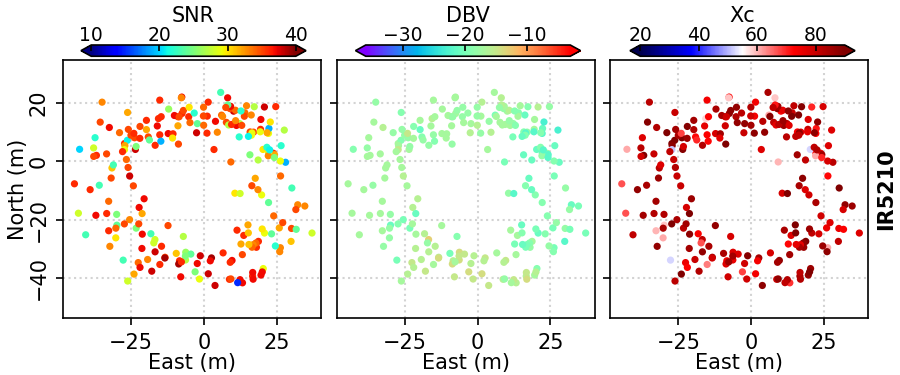 SNR DBV Xc
10 20 30 40 −30 −20 −10 20 40 60 80
20
0
−20
−40
North (m)
−25 0 25 −25 0 25 −25 0 25
East (m) East (m) East (m)
IR5210